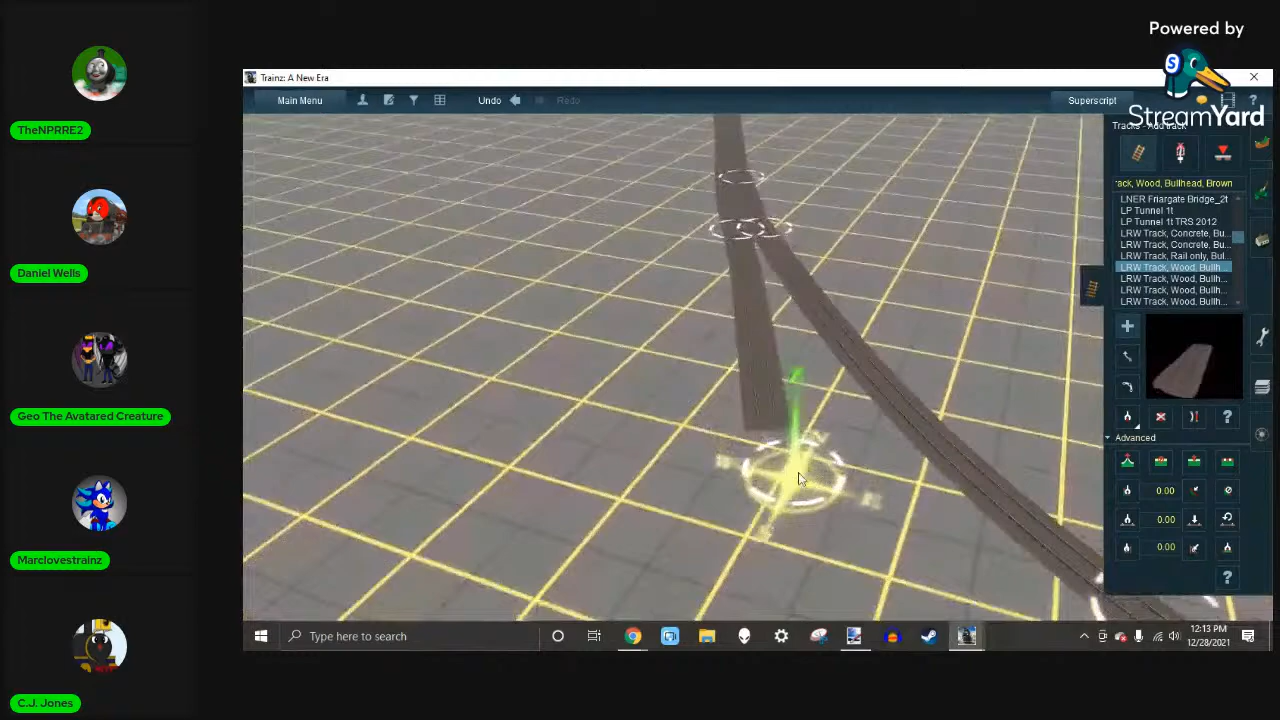 Powered by
StreamYard
TheNPRRE2
Daniel Wells
Geo The Avatared Creature
Marclovestrainz
C.J. Jones
Trainz: A New Era
Main Menu
Undo
Redo
Superscript
?
Tracks - Add track
rack, Wood, Bullhead, Brown
LNER Friargate Bridge_2t
LP Tunnel 1t
LP Tunnel 1t TRS 2012
LRW Track, Concrete, Bu...
LRW Track, Concrete, Bu...
LRW Track, Rail only, Bul...
LRW Track, Wood, Bullh...
LRW Track, Wood, Bullh...
LRW Track, Wood, Bullh...
LRW Track, Wood, Bullh...
?
Advanced
0.00
0.00
0.00
?
Type here to search
12:13 PM
12/28/2021